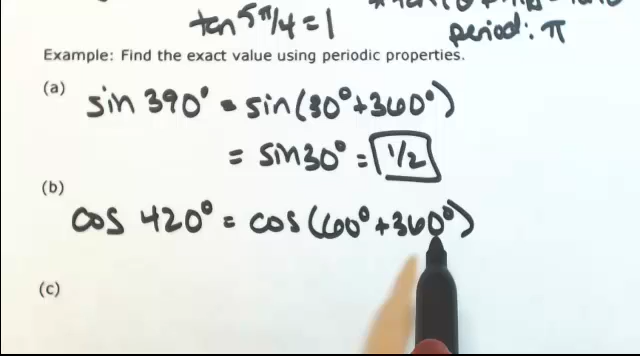 tan 5π/4 = 1
period: π
Example: Find the exact value using periodic properties.
(a)
sin 390° = sin(30° + 360°)
= sin 30° = 1/2
(b)
cos 420° = cos(60° + 360°)
(c)